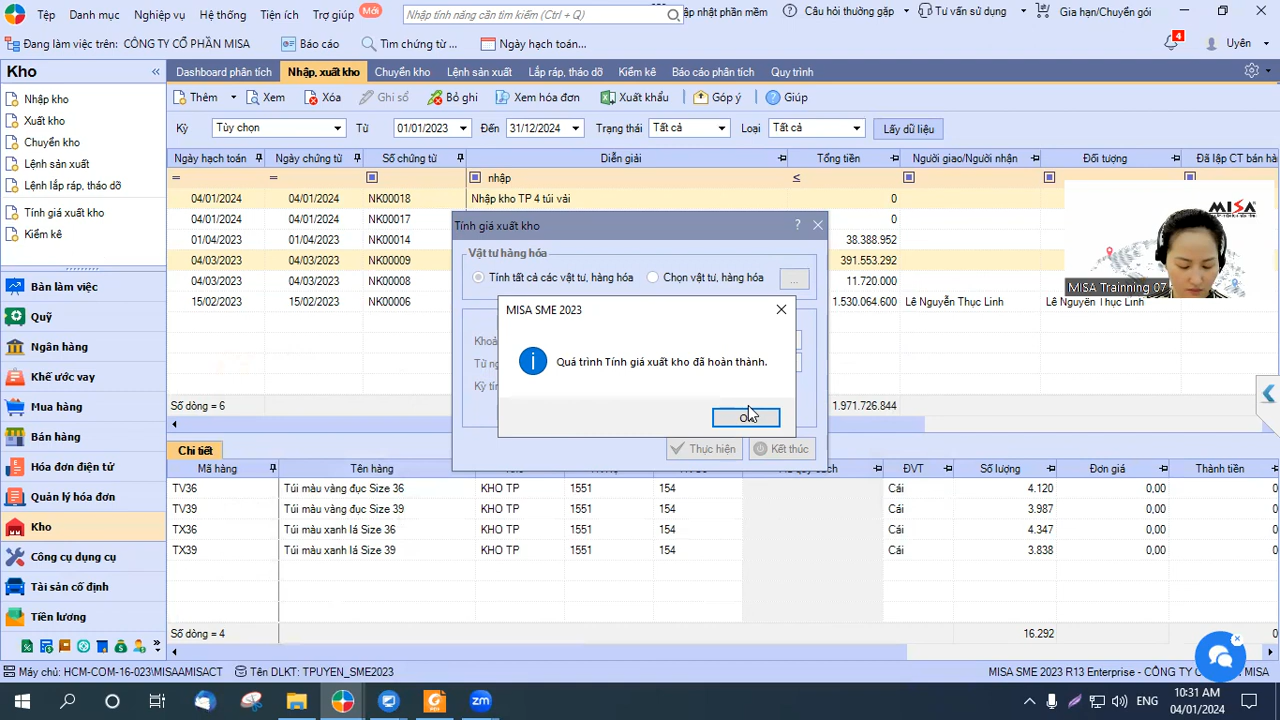 Tệp Danh mục Nghiệp vụ Hệ thống Tiện ích Trợ giúp Mới Nhập tính năng cần tìm kiếm (Ctrl + Q) nhật phần mềm Câu hỏi thường gặp Tư vấn sử dụng Gia hạn/Chuyển gói
Đang làm việc trên: CÔNG TY CỔ PHẦN MISA Báo cáo Tìm chứng từ ... Ngày hạch toán... 4 Uyên
Kho « Dashboard phân tích Nhập, xuất kho Chuyển kho Lệnh sản xuất Lắp ráp, tháo dỡ Kiểm kê Báo cáo phân tích Quy trình
Nhập kho
Xuất kho
Chuyển kho
Lệnh sản xuất
Lệnh lắp ráp, tháo dỡ
Tính giá xuất kho
Kiểm kê
Bàn làm việc
Quỹ
Ngân hàng
Khế ước vay
Mua hàng
Bán hàng
Hóa đơn điện tử
Quản lý hóa đơn
Kho
Công cụ dụng cụ
Tài sản cố định
Tiền lương
Thêm Xem Xóa Ghi sổ Bỏ ghi Xem hóa đơn Xuất khẩu Góp ý Giúp
Kỳ Tùy chọn Từ 01/01/2023 Đến 31/12/2024 Trạng thái Tất cả Loại Tất cả Lấy dữ liệu
Ngày hạch toán Ngày chứng từ Số chứng từ Diễn giải Tổng tiền Người giao/Người nhận Đối tượng Đã lập CT bán hà
= = nhập ≤
04/01/2024 04/01/2024 NK00018 Nhập kho TP 4 túi vải 0
04/01/2024 04/01/2024 NK00017 0
01/04/2023 01/04/2023 NK00014 38.388.952
04/03/2023 04/03/2023 NK00009 391.553.292
04/03/2023 04/03/2023 NK00008 11.720.000
15/02/2023 15/02/2023 NK00006 1.530.064.600 Lê Nguyễn Thục Linh Lê Nguyễn Thục Linh
Số dòng = 6 1.971.726.844
MISA
MISA Trainning 07
Tính giá xuất kho ?
Vật tư hàng hóa
Tính tất cả các vật tư, hàng hóa Chọn vật tư, hàng hóa ...
MISA SME 2023
Quá trình Tính giá xuất kho đã hoàn thành.
Thực hiện Kết thúc
Chi tiết
Mã hàng Tên hàng ĐVT Số lượng Đơn giá Thành tiền
TV36 Túi màu vàng đục Size 36 KHO TP 1551 154 Cái 4.120 0,00 0
TV39 Túi màu vàng đục Size 39 KHO TP 1551 154 Cái 3.987 0,00 0
TX36 Túi màu xanh lá Size 36 KHO TP 1551 154 Cái 4.347 0,00 0
TX39 Túi màu xanh lá Size 39 KHO TP 1551 154 Cái 3.838 0,00 0
Số dòng = 4 16.292 0
Máy chủ: HCM-COM-16-023\MISAAMISACT Tên DLKT: TPUYEN_SME2023 MISA SME 2023 R13 Enterprise - CÔNG TY CỔ PHẦN MISA
zm ENG 10:31 AM
04/01/2024